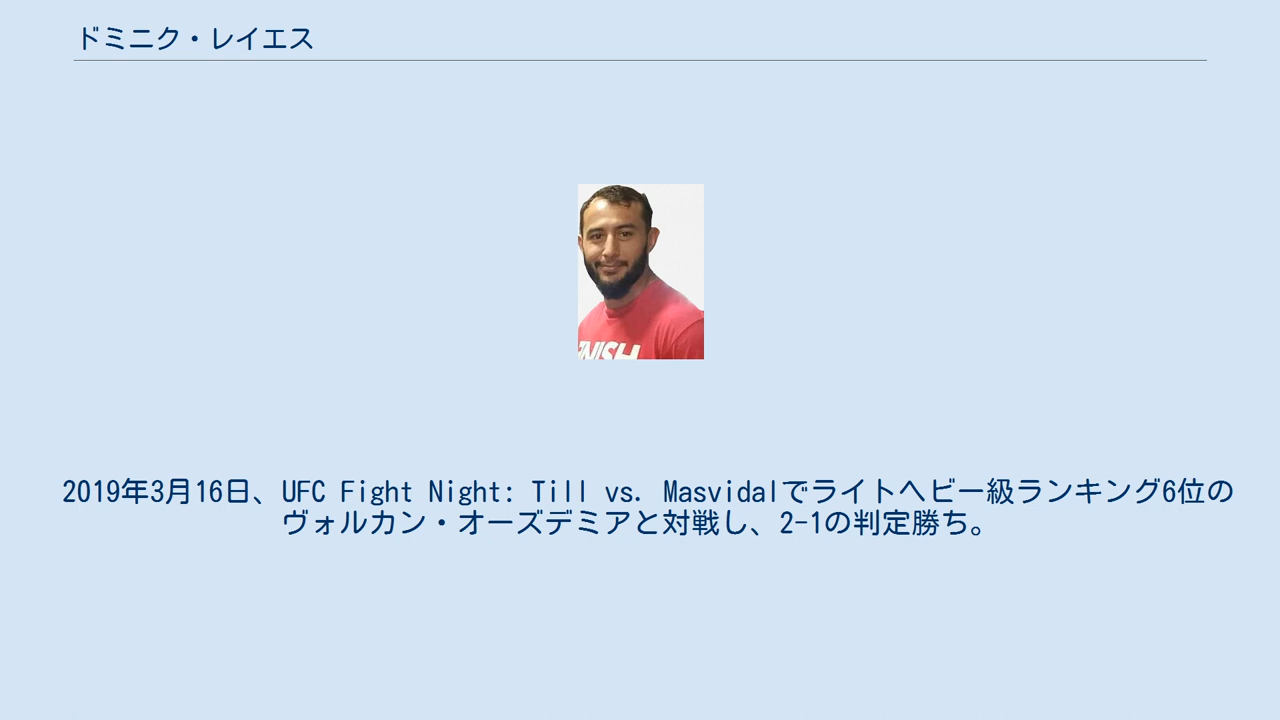 ドミニク・レイエス
NISH
2019年3月16日、UFC Fight Night: Till vs. Masvidalでライトヘビー級ランキング6位の
ヴォルカン・オーズデミアと対戦し、2-1の判定勝ち。